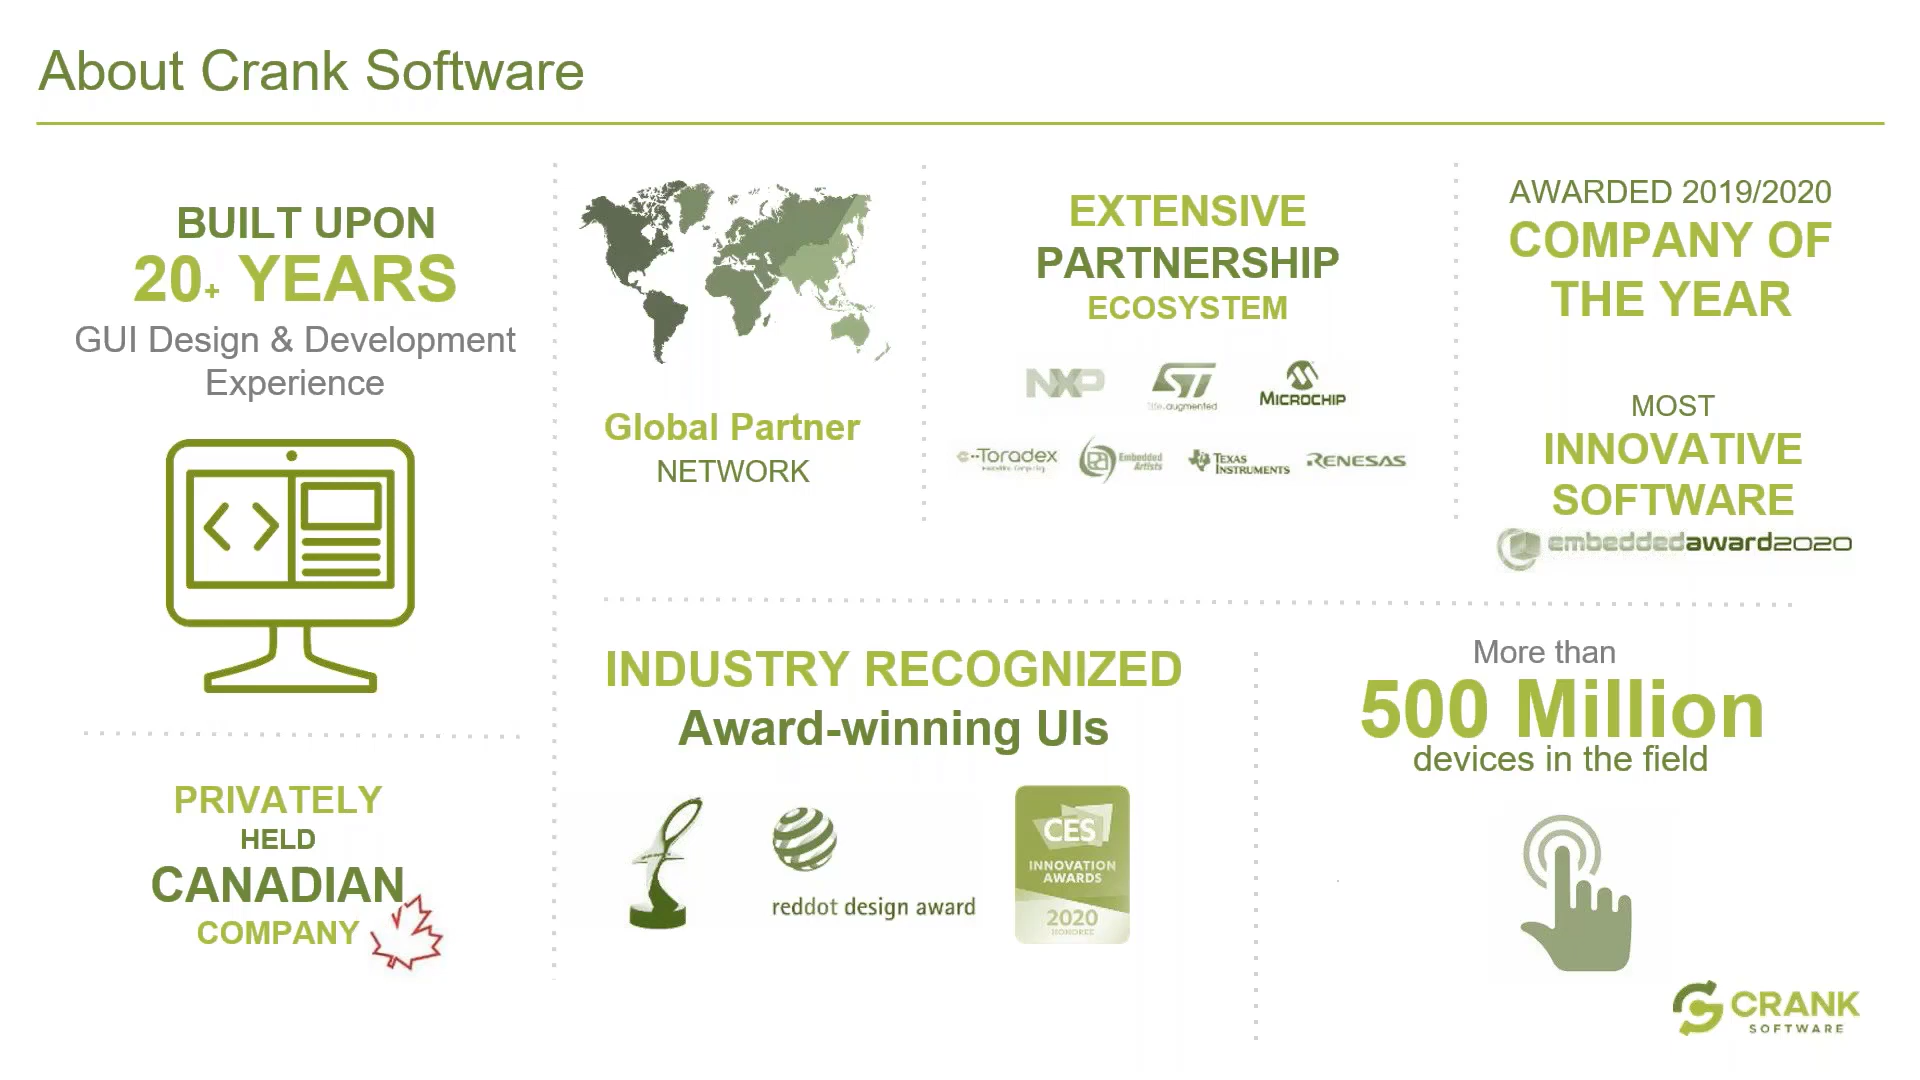 About Crank Software
BUILT UPON
20+ YEARS
GUI Design & Development
Experience
PRIVATELY
HELD
CANADIAN
COMPANY
Global Partner
NETWORK
EXTENSIVE
PARTNERSHIP
ECOSYSTEM
NXP
ST
life.augmented
MICROCHIP
Toradex
Embedded
Artists
TEXAS
INSTRUMENTS
RENESAS
AWARDED 2019/2020
COMPANY OF
THE YEAR
MOST
INNOVATIVE
SOFTWARE
embeddedaward2020
INDUSTRY RECOGNIZED
Award-winning UIs
reddot design award
CES
INNOVATION
AWARDS
2020
HONOREE
More than
500 Million
devices in the field
CRANK
SOFTWARE